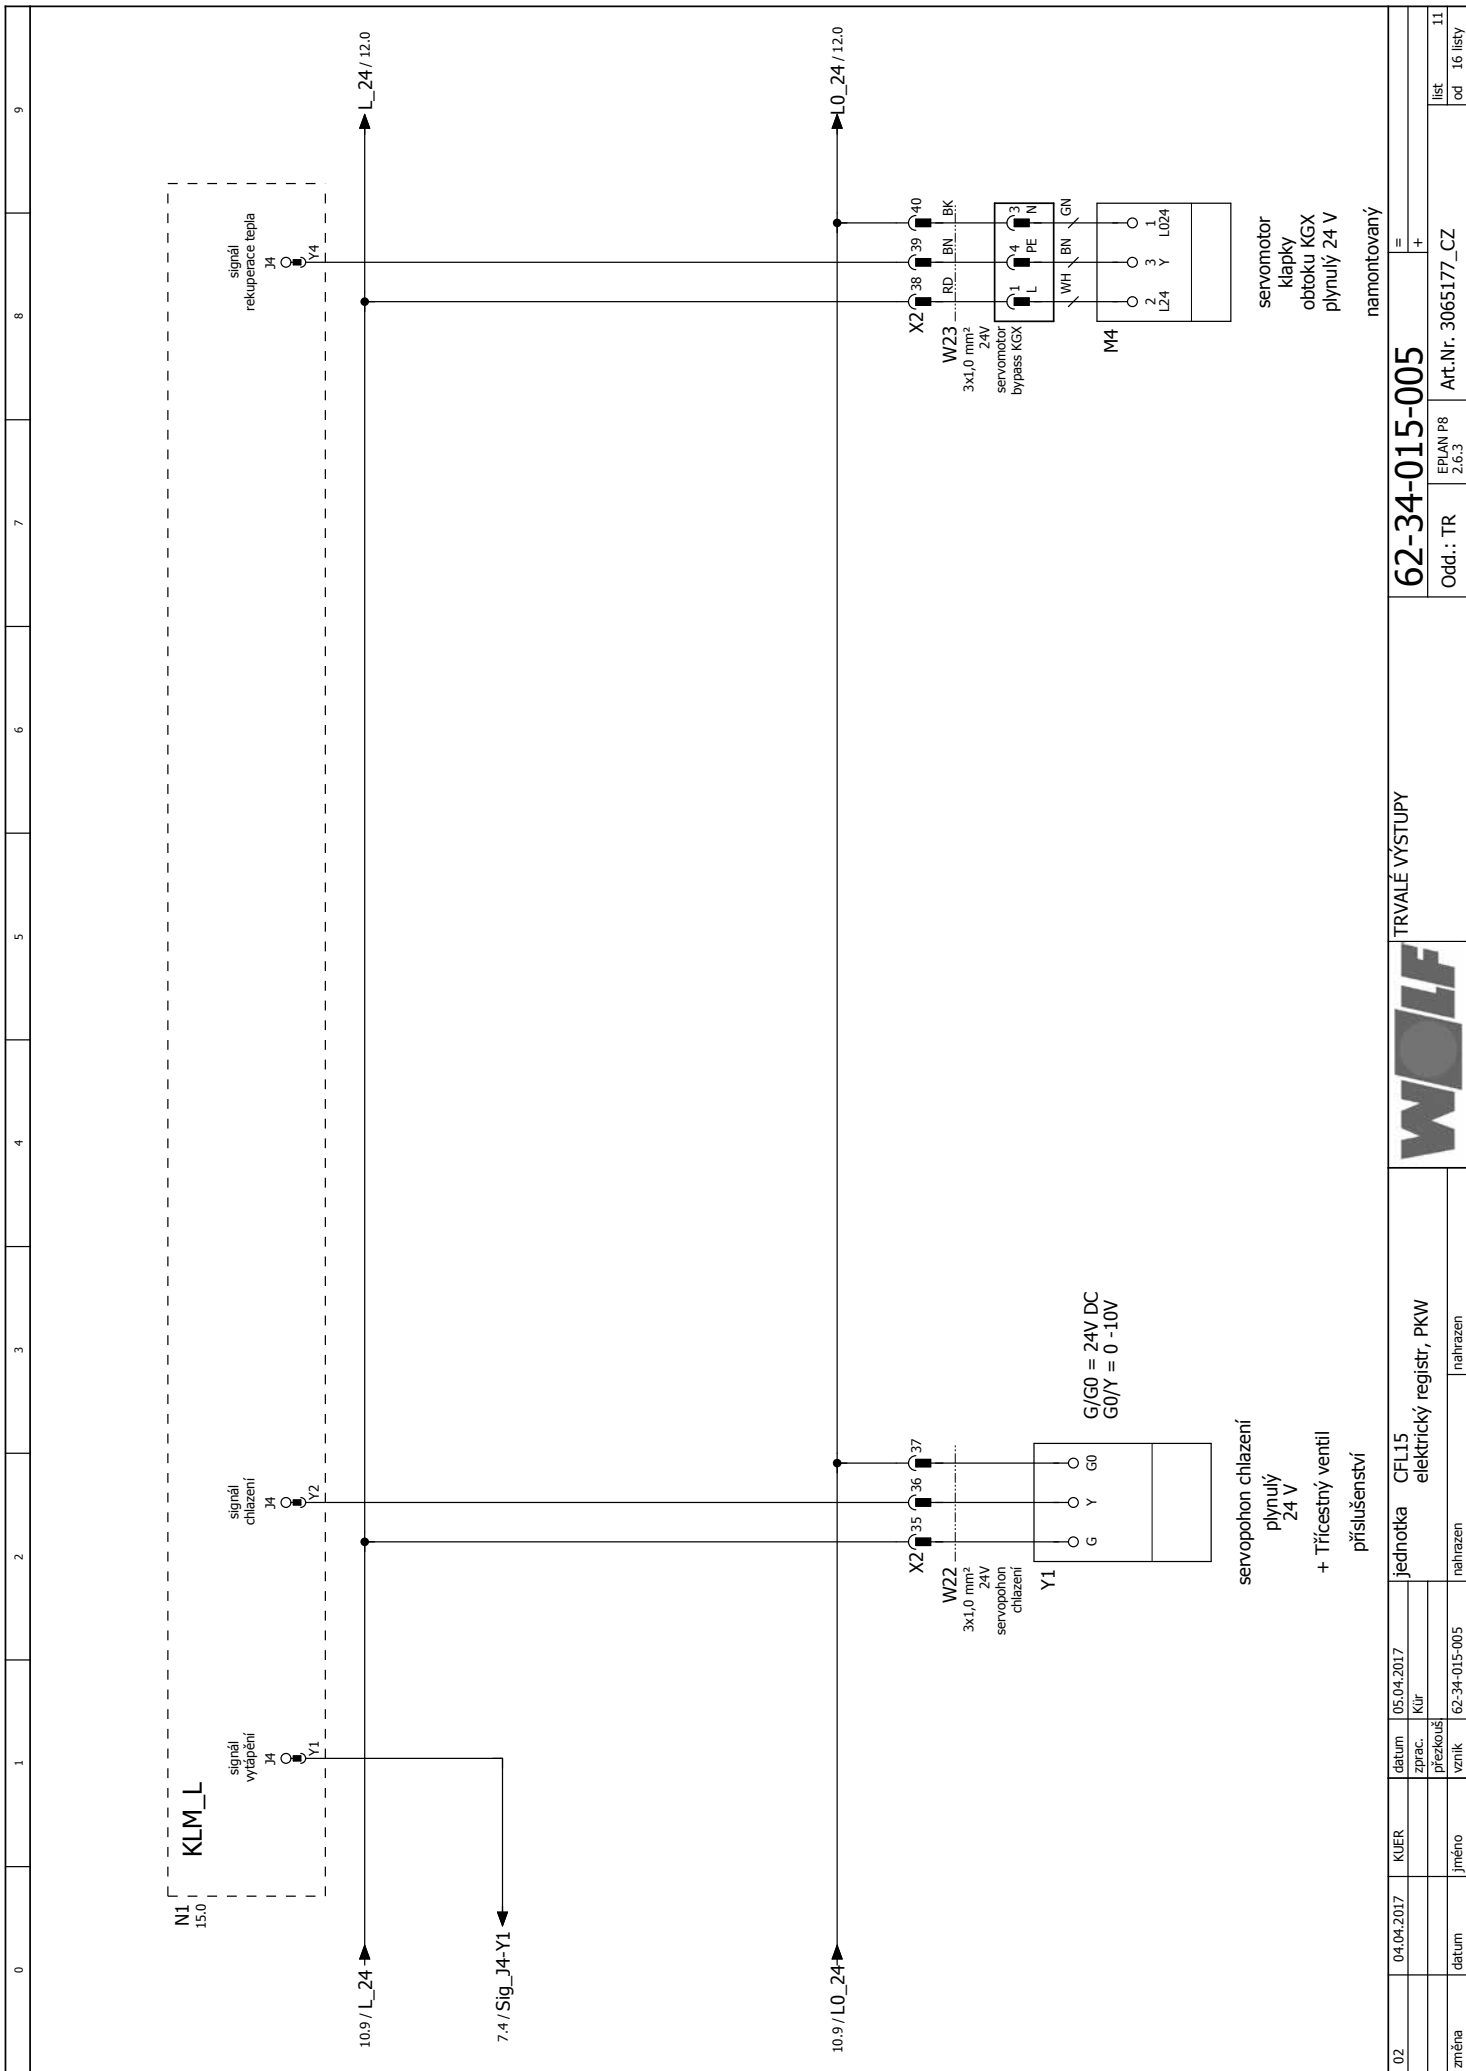 0 1 2 3 4 5 6 7 8 9
N1
15.0
KLM_L
signál
vytápění
J4
Y1
signál
chlazení
J4
Y2
signál
rekuperace tepla
J4
Y4
10.9 / L_24
L_24 / 12.0
7.4 / Sig_J4-Y1
10.9 / L0_24
L0_24 / 12.0
X2 35 36 37
W22
3x1,0 mm²
24V
servopohon
chlazení
Y1
G Y G0
G/G0 = 24V DC
G0/Y = 0 -10V
servopohon chlazení
plynulý
24 V
+ Třícestný ventil
příslušenství
X2 38 39 40
W23 RD BN BK
3x1,0 mm²
24V
servomotor
bypass KGX
1 4 3
L PE N
WH BN GN
M4
2 3 1
L24 Y L024
servomotor
klapky
obtoku KGX
plynulý 24 V
namontovaný
02 04.04.2017 KUER
změna datum jméno
datum 05.04.2017
zprac. Kür
přezkouš.
vznik 62-34-015-005
jednotka CFL15
elektrický registr, PKW
nahrazen nahrazen
WOLF
TRVALÉ VÝSTUPY
62-34-015-005
=
+
Odd.: TR
EPLAN P8
2.6.3
Art.Nr. 3065177_CZ
list 11
od 16 listy